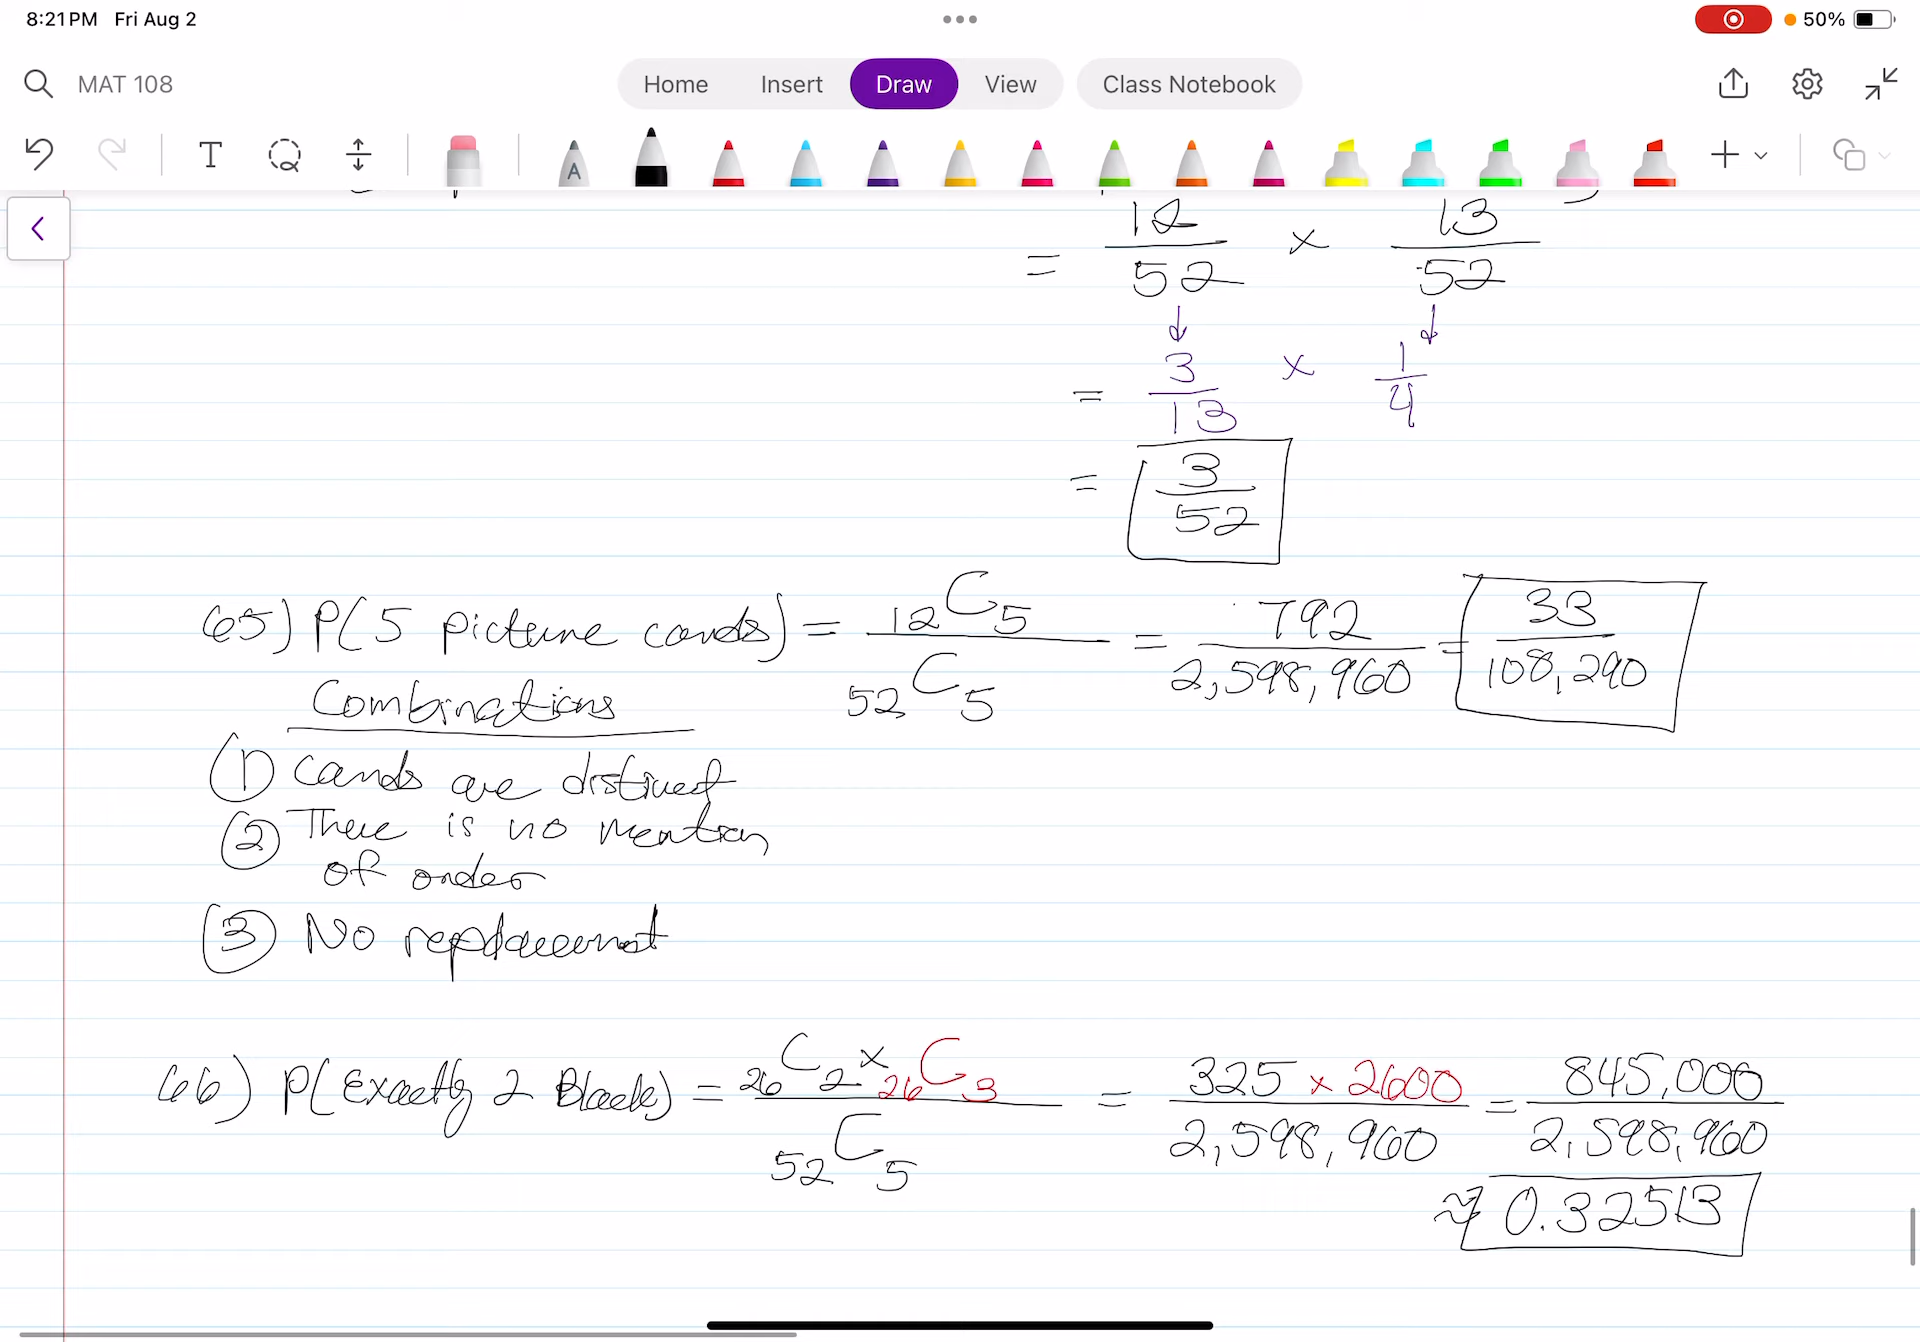 8:21 PM Fri Aug 2
50%
MAT 108
Home Insert Draw View Class Notebook
T A
= 12/52 × 13/52
= 3/13 × 1/4
= 3/52
65) P(5 picture cards) = 12C5 / 52C5 = 792 / 2,598,960 = 33 / 108,290
Combinations
(1) Cards are distinct
(2) There is no mention
of order
(3) No replacement
66) P(Exactly 2 Black) = 26C2 × 26C3 / 52C5 = 325 × 2600 / 2,598,960 = 845,000 / 2,598,960
≈ 0.32513